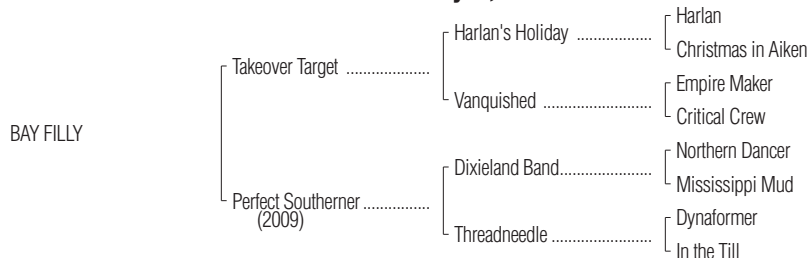 Harlan
Harlan's Holiday ..................
Christmas in Aiken
Takeover Target ....................
Empire Maker
Vanquished .........................
Critical Crew
BAY FILLY
Northern Dancer
Dixieland Band......................
Mississippi Mud
Perfect Southerner ................
(2009)
Dynaformer
Threadneedle ........................
In the Till